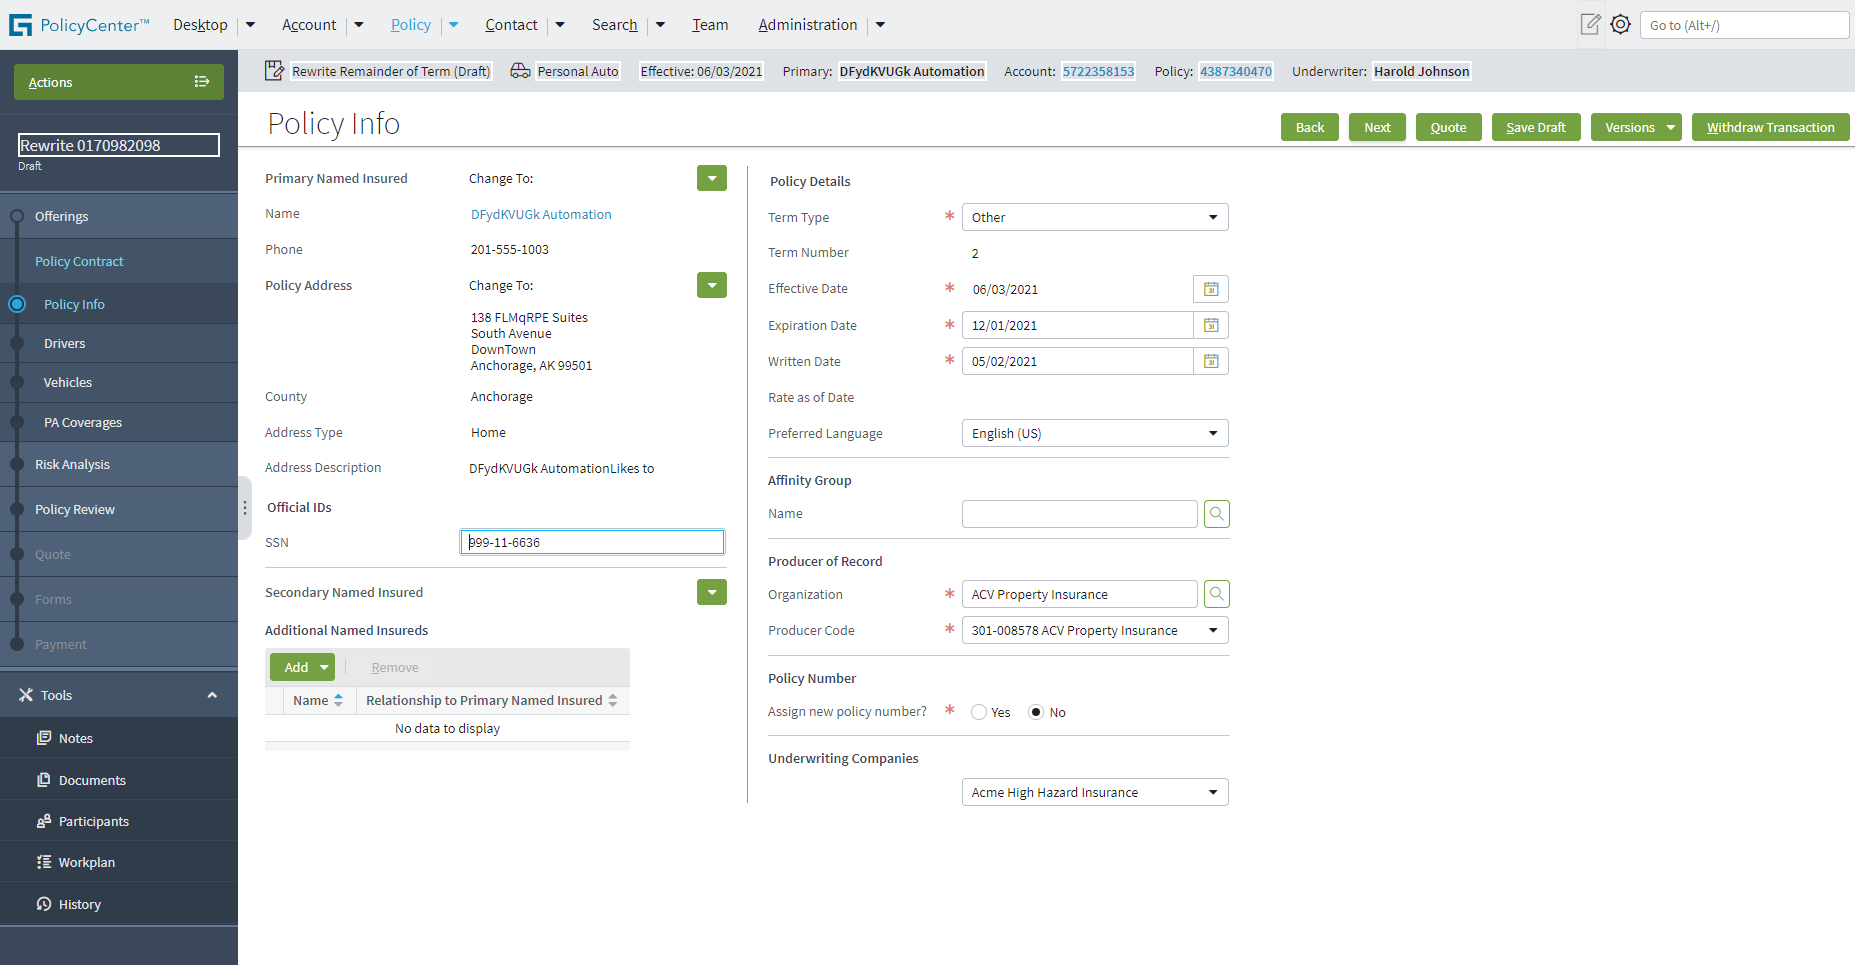 PolicyCenter™
Desktop
Account
Policy
Contact
Search
Team
Administration
Go to (Alt+/)
Actions
Rewrite Remainder of Term (Draft)
Personal Auto
Effective: 06/03/2021
Primary: DFydKVUGk Automation
Account: 5722358153
Policy: 4387340470
Underwriter: Harold Johnson
Rewrite 0170982098
Draft
Offerings
Policy Contract
Policy Info
Drivers
Vehicles
PA Coverages
Risk Analysis
Policy Review
Quote
Forms
Payment
Tools
Notes
Documents
Participants
Workplan
History
Policy Info
Back
Next
Quote
Save Draft
Versions
Withdraw Transaction
Primary Named Insured Change To:
Name DFydKVUGk Automation
Phone 201-555-1003
Policy Address Change To:
138 FLMqRPE Suites
South Avenue
DownTown
Anchorage, AK 99501
County Anchorage
Address Type Home
Address Description DFydKVUGk AutomationLikes to
Official IDs
SSN 999-11-6636
Secondary Named Insured
Additional Named Insureds
Add Remove
Name Relationship to Primary Named Insured
No data to display
Policy Details
Term Type * Other
Term Number 2
Effective Date * 06/03/2021
31
Expiration Date * 12/01/2021
31
Written Date * 05/02/2021
31
Rate as of Date
Preferred Language English (US)
Affinity Group
Name
Producer of Record
Organization * ACV Property Insurance
Producer Code * 301-008578 ACV Property Insurance
Policy Number
Assign new policy number? * Yes No
Underwriting Companies
Acme High Hazard Insurance